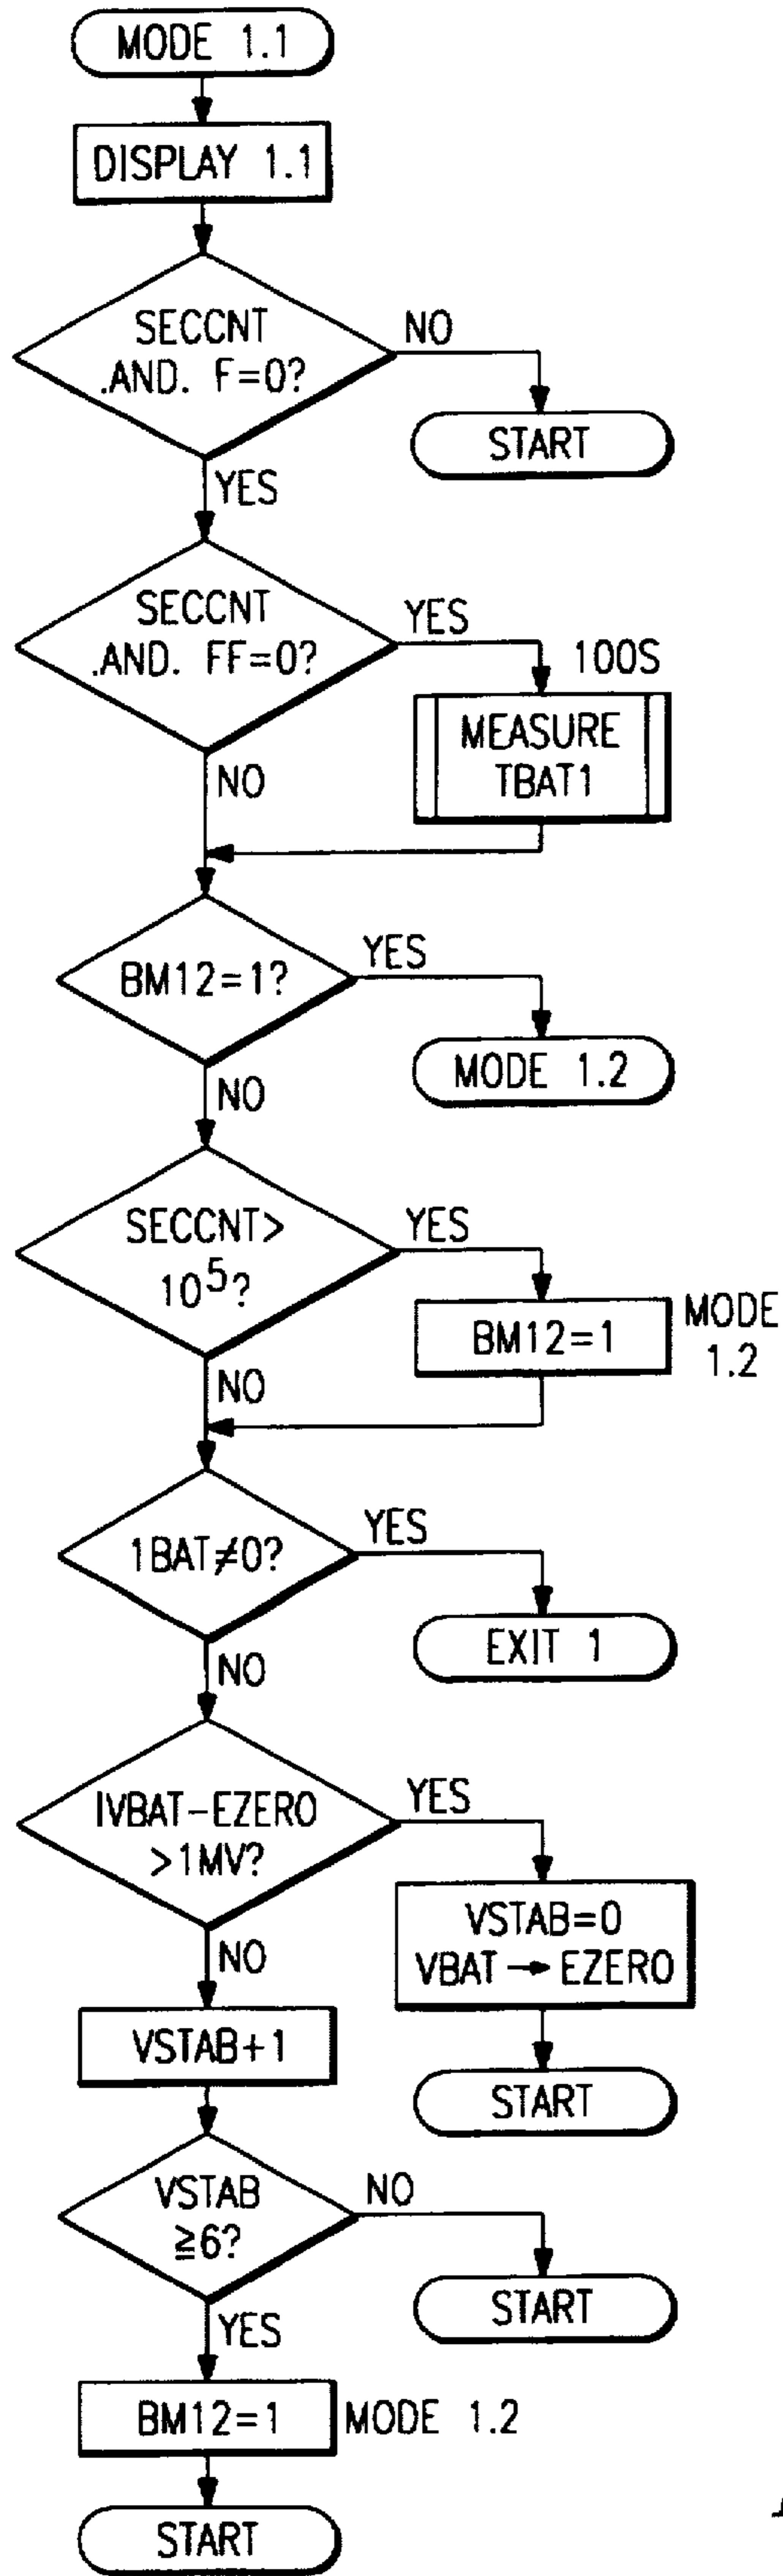 MODE 1.1
DISPLAY 1.1
SECCNT
.AND. F=0?
NO
START
YES
SECCNT
.AND. FF=0?
YES
100S
MEASURE
TBAT1
NO
BM12=1?
YES
MODE 1.2
NO
SECCNT>
10⁵?
YES
BM12=1
MODE
1.2
NO
1BAT≠0?
YES
EXIT 1
NO
IVBAT-EZERO
>1MV?
YES
VSTAB=0
VBAT → EZERO
START
NO
VSTAB+1
VSTAB
≧6?
NO
START
YES
BM12=1
MODE 1.2
START